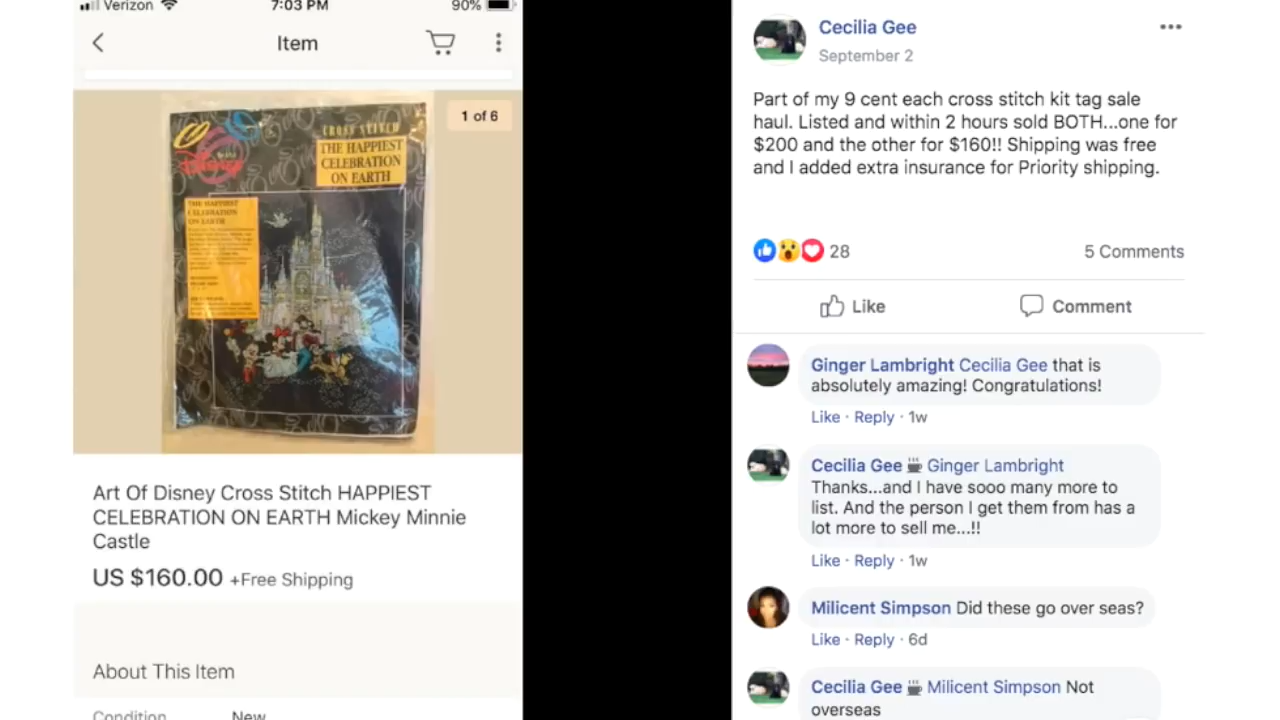 Verizon 7:03 PM 90%
Item
1 of 6
CROSS STITCH
THE HAPPIEST
CELEBRATION
ON EARTH
Disney
THE HAPPIEST
CELEBRATION
ON EARTH
Art Of Disney Cross Stitch HAPPIEST
CELEBRATION ON EARTH Mickey Minnie
Castle
US $160.00 +Free Shipping
About This Item
Condition New
Cecilia Gee
September 2
Part of my 9 cent each cross stitch kit tag sale
haul. Listed and within 2 hours sold BOTH...one for
$200 and the other for $160!! Shipping was free
and I added extra insurance for Priority shipping.
28 5 Comments
Like Comment
Ginger Lambright Cecilia Gee that is
absolutely amazing! Congratulations!
Like · Reply · 1w
Cecilia Gee Ginger Lambright
Thanks...and I have sooo many more to
list. And the person I get them from has a
lot more to sell me...!!
Like · Reply · 1w
Milicent Simpson Did these go over seas?
Like · Reply · 6d
Cecilia Gee Milicent Simpson Not
overseas